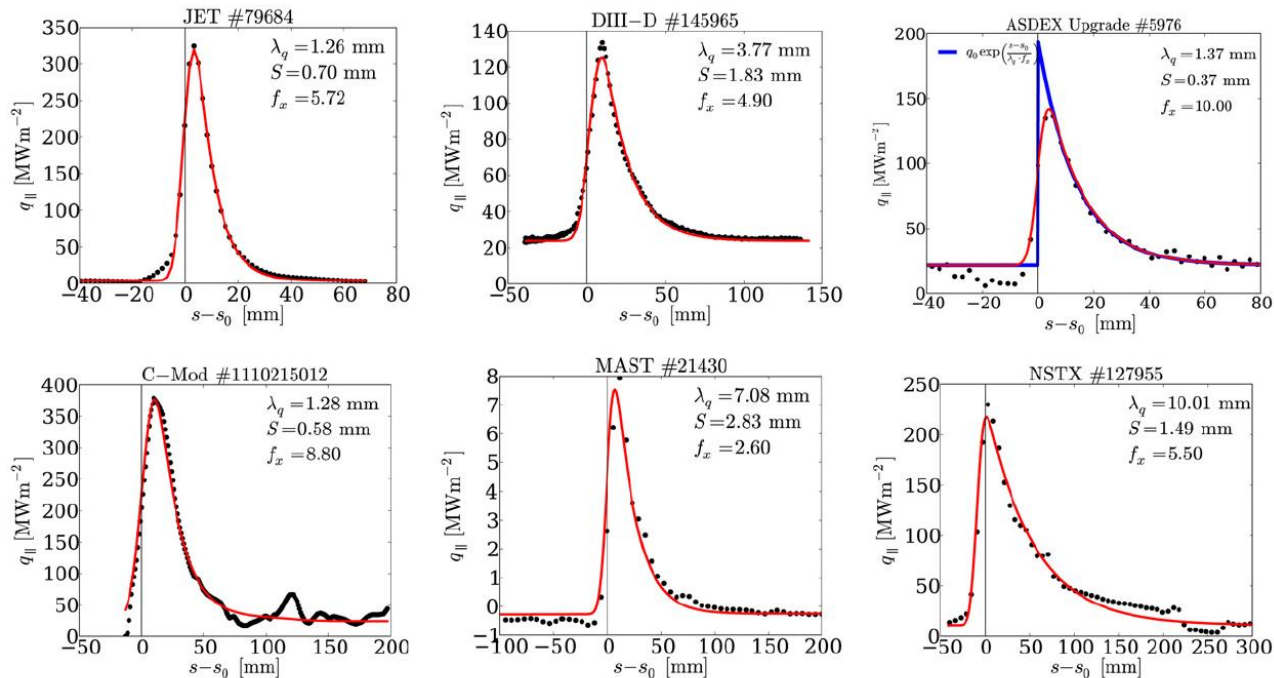 JET #79684
350
300
250
200
150
100
50
0
q∥ [MWm⁻²]
−40 −20 0 20 40 60 80
s−s₀ [mm]
λq=1.26 mm
S=0.70 mm
fx=5.72
DIII-D #145965
140
120
100
80
60
40
20
0
q∥ [MWm⁻²]
−50 0 50 100 150
s−s₀ [mm]
λq=3.77 mm
S=1.83 mm
fx=4.90
ASDEX Upgrade #5976
200
150
100
50
0
q∥ [MWm⁻²]
−40 −20 0 20 40 60 80
s−s₀ [mm]
q₀ exp(s−s₀/λq·fx)
λq=1.37 mm
S=0.37 mm
fx=10.00
C-Mod #1110215012
400
350
300
250
200
150
100
50
0
q∥ [MWm⁻²]
−50 0 50 100 150 200
s−s₀ [mm]
λq=1.28 mm
S=0.58 mm
fx=8.80
MAST #21430
8
7
6
5
4
3
2
1
0
−1
q∥ [MWm⁻²]
−100 −50 0 50 100 150 200
s−s₀ [mm]
λq=7.08 mm
S=2.83 mm
fx=2.60
NSTX #127955
250
200
150
100
50
0
q∥ [MWm⁻²]
−50 0 50 100 150 200 250 300
s−s₀ [mm]
λq=10.01 mm
S=1.49 mm
fx=5.50